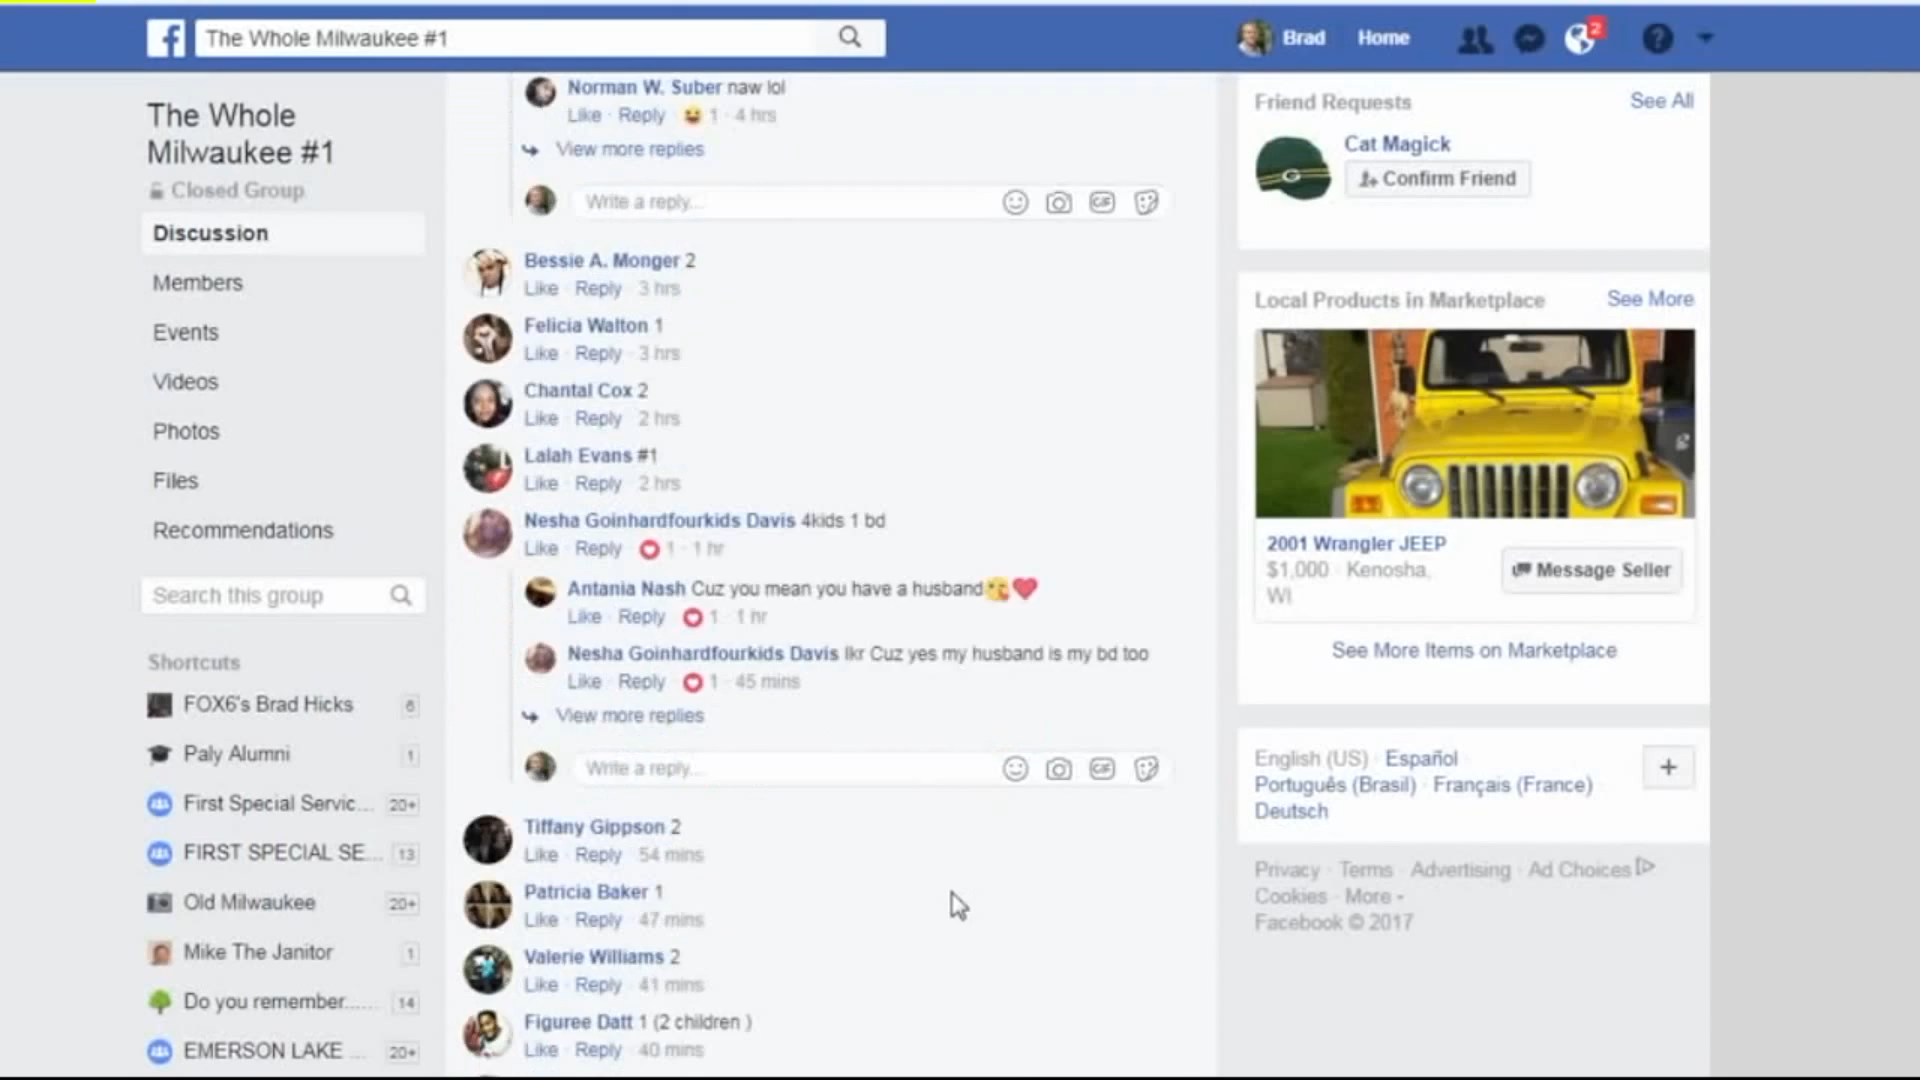 The Whole Milwaukee #1
Brad
Home
2
The Whole
Milwaukee #1
Closed Group
Discussion
Members
Events
Videos
Photos
Files
Recommendations
Search this group
Shortcuts
FOX6's Brad Hicks 6
Paly Alumni 1
First Special Servic... 20+
FIRST SPECIAL SE... 13
Old Milwaukee 20+
Mike The Janitor 1
Do you remember...... 14
EMERSON LAKE ... 20+
Norman W. Suber naw lol
Like · Reply · 1 · 4 hrs
View more replies
Write a reply...
GIF
Bessie A. Monger 2
Like · Reply · 3 hrs
Felicia Walton 1
Like · Reply · 3 hrs
Chantal Cox 2
Like · Reply · 2 hrs
Lalah Evans #1
Like · Reply · 2 hrs
Nesha Goinhardfourkids Davis 4kids 1 bd
Like · Reply · 1 · 1 hr
Antania Nash Cuz you mean you have a husband😘❤
Like · Reply · 1 · 1 hr
Nesha Goinhardfourkids Davis Ikr Cuz yes my husband is my bd too
Like · Reply · 1 · 45 mins
View more replies
Write a reply...
GIF
Tiffany Gippson 2
Like · Reply · 54 mins
Patricia Baker 1
Like · Reply · 47 mins
Valerie Williams 2
Like · Reply · 41 mins
Figuree Datt 1 (2 children )
Like · Reply · 40 mins
Friend Requests
See All
Cat Magick
Confirm Friend
Local Products in Marketplace
See More
2001 Wrangler JEEP
$1,000 · Kenosha,
WI
Message Seller
See More Items on Marketplace
English (US) · Español ·
Português (Brasil) · Français (France) ·
Deutsch
Privacy · Terms · Advertising · Ad Choices
Cookies · More
Facebook © 2017